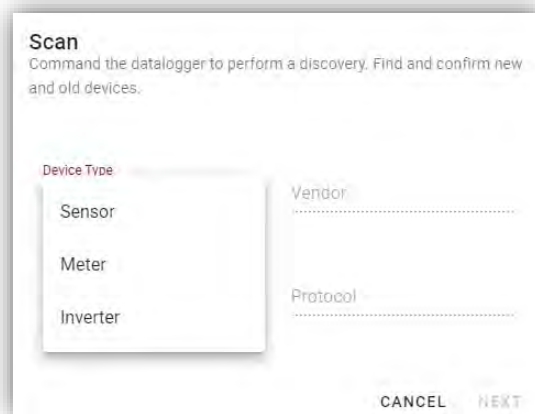 Scan
Command the datalogger to perform a discovery. Find and confirm new
and old devices.
Device Type
Sensor
Meter
Inverter
Vendor
Protocol
CANCEL NEXT